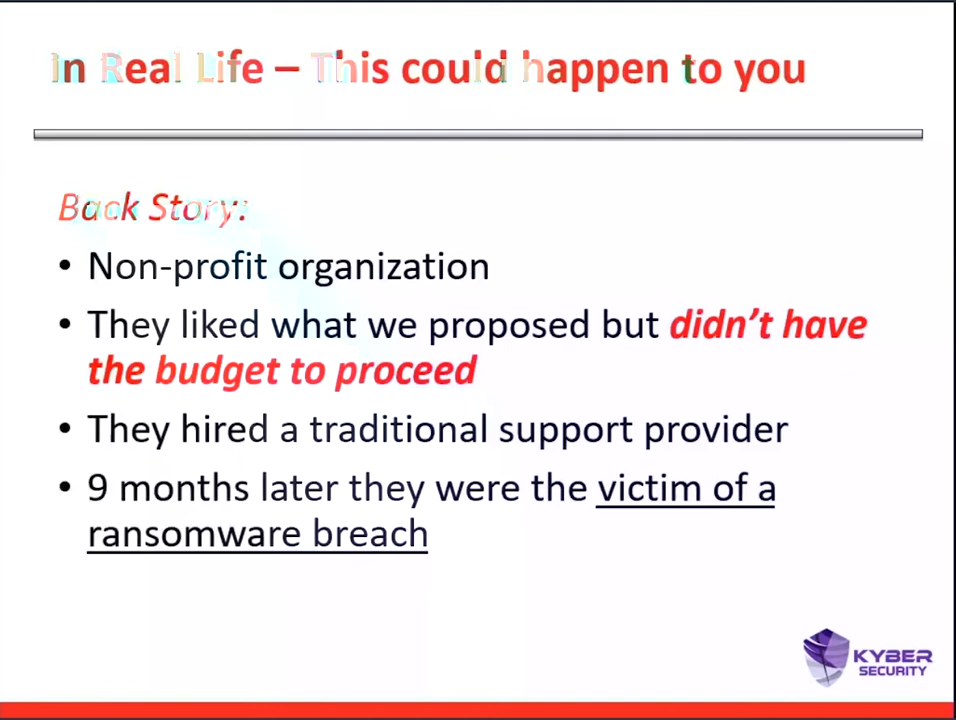 In Real Life – This could happen to you
Back Story:
• Non-profit organization
• They liked what we proposed but didn't have
the budget to proceed
• They hired a traditional support provider
• 9 months later they were the victim of a
ransomware breach
KYBER
SECURITY